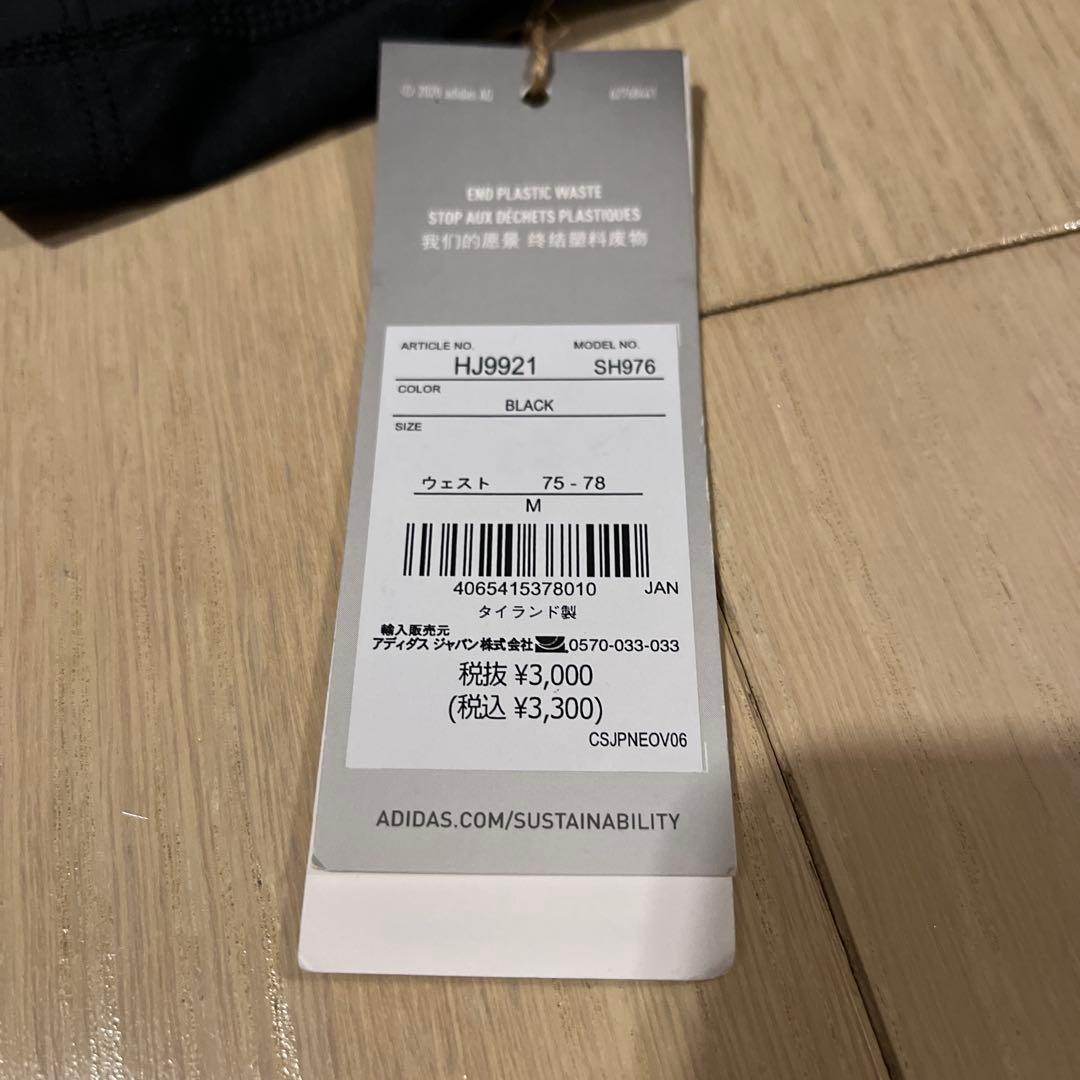 © 2020 adidas AG
END PLASTIC WASTE
STOP AUX DÉCHETS PLASTIQUES
我们的愿景 终结塑料废物
ARTICLE NO. MODEL NO.
HJ9921 SH976
COLOR
BLACK
SIZE
ウェスト 75 - 78
M
4065415378010 JAN
タイランド製
輸入販売元
アディダス ジャパン株式会社 0570-033-033
税抜 ¥3,000
(税込 ¥3,300)
CSJPNEOV06
ADIDAS.COM/SUSTAINABILITY